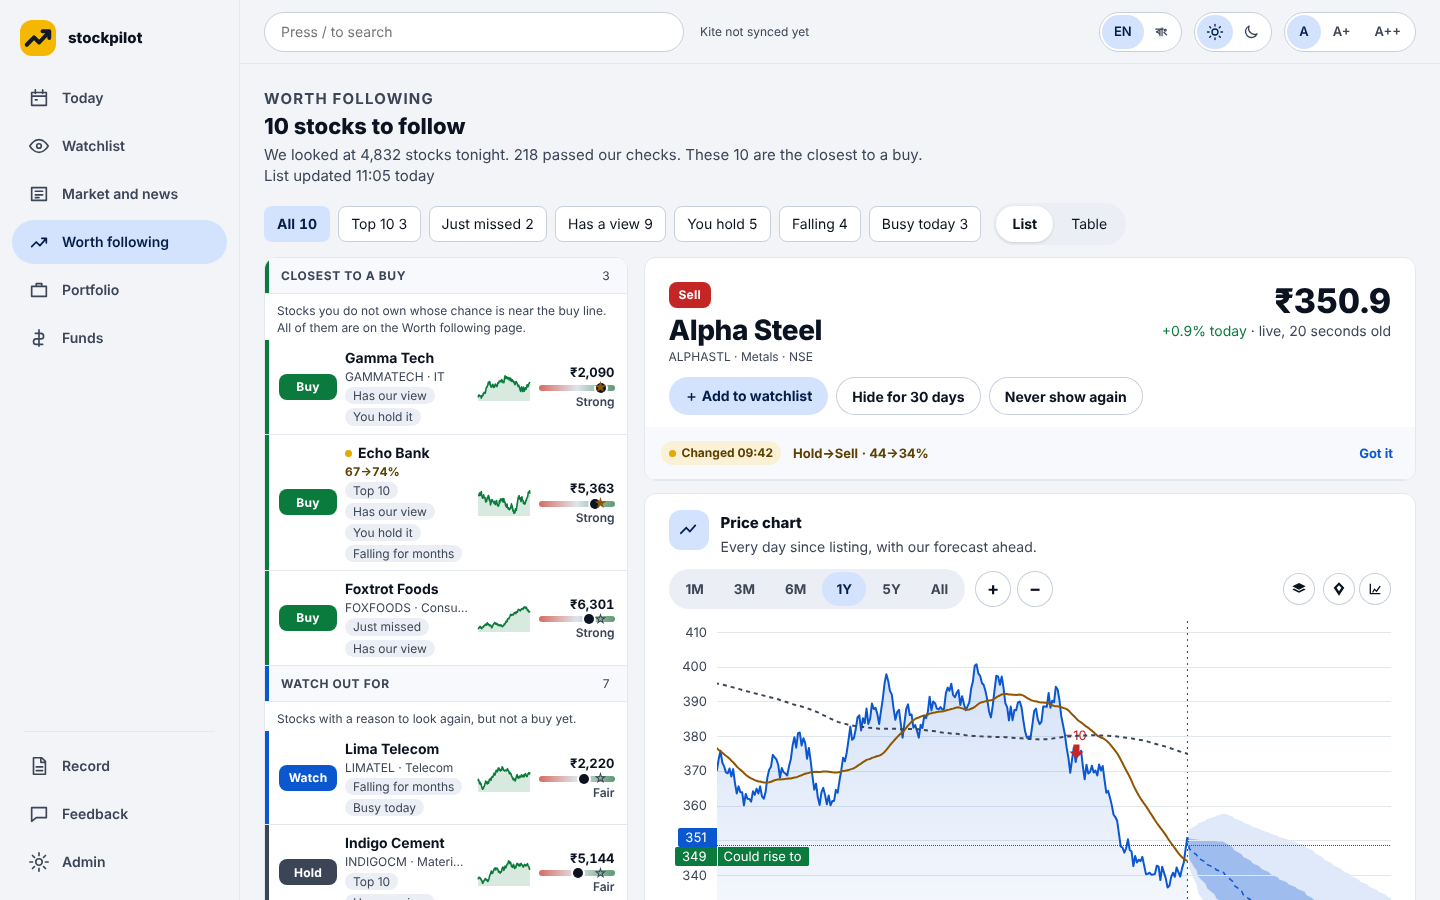 stockpilot
Press / to search
Kite not synced yet
EN
বাং
A
A+
A++
Today
Watchlist
Market and news
Worth following
Portfolio
Funds
Record
Feedback
Admin
WORTH FOLLOWING
10 stocks to follow
We looked at 4,832 stocks tonight. 218 passed our checks. These 10 are the closest to a buy.
List updated 11:05 today
All 10
Top 10 3
Just missed 2
Has a view 9
You hold 5
Falling 4
Busy today 3
List
Table
CLOSEST TO A BUY 3
Stocks you do not own whose chance is near the buy line.
All of them are on the Worth following page.
Buy
Gamma Tech
GAMMATECH · IT
Has our view
You hold it
₹2,090
Strong
Buy
Echo Bank
67→74%
Top 10
Has our view
You hold it
Falling for months
₹5,363
Strong
Buy
Foxtrot Foods
FOXFOODS · Consu...
Just missed
Has our view
₹6,301
Strong
WATCH OUT FOR 7
Stocks with a reason to look again, but not a buy yet.
Watch
Lima Telecom
LIMATEL · Telecom
Falling for months
Busy today
₹2,220
Fair
Hold
Indigo Cement
INDIGOCM · Materi...
Top 10
₹5,144
Fair
Sell
Alpha Steel
ALPHASTL · Metals · NSE
₹350.9
+0.9% today · live, 20 seconds old
+ Add to watchlist
Hide for 30 days
Never show again
Changed 09:42
Hold→Sell · 44→34%
Got it
Price chart
Every day since listing, with our forecast ahead.
1M
3M
6M
1Y
5Y
All
+
−
410
400
390
380
370
360
351
349 Could rise to
340
10